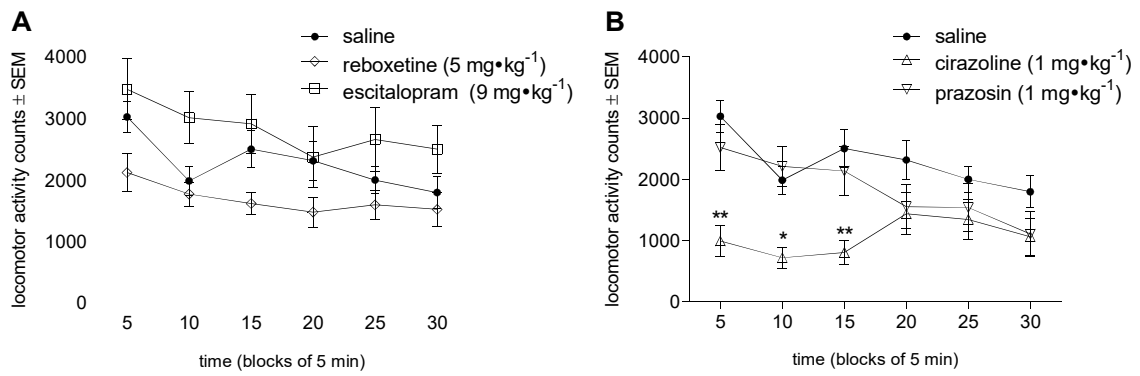 A
saline
reboxetine (5 mg•kg⁻¹)
escitalopram (9 mg•kg⁻¹)
locomotor activity counts ± SEM
4000
3000
2000
1000
0
5 10 15 20 25 30
time (blocks of 5 min)
B
saline
cirazoline (1 mg•kg⁻¹)
prazosin (1 mg•kg⁻¹)
locomotor activity counts ± SEM
4000
3000
2000
1000
0
** * **
5 10 15 20 25 30
time (blocks of 5 min)